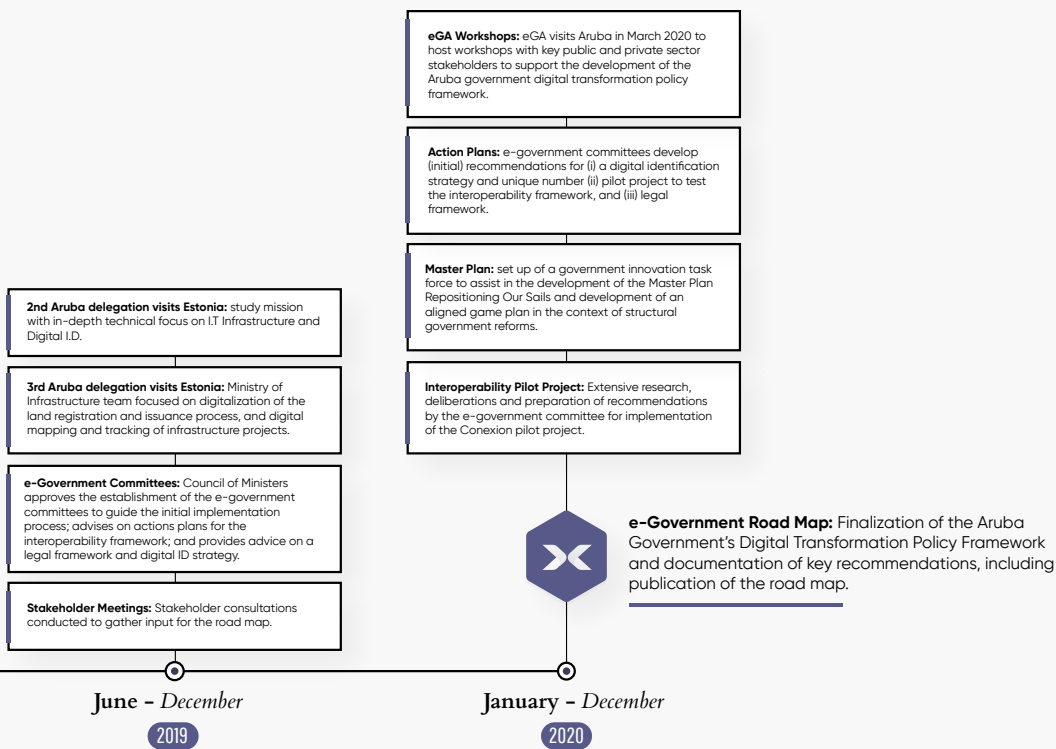 2nd Aruba delegation visits Estonia: study mission
with in-depth technical focus on I.T Infrastructure and
Digital I.D.
3rd Aruba delegation visits Estonia: Ministry of
Infrastructure team focused on digitalization of the
land registration and issuance process, and digital
mapping and tracking of infrastructure projects.
e-Government Committees: Council of Ministers
approves the establishment of the e-government
committees to guide the initial implementation
process; advises on actions plans for the
interoperability framework; and provides advice on a
legal framework and digital ID strategy.
Stakeholder Meetings: Stakeholder consultations
conducted to gather input for the road map.
June - December
2019
eGA Workshops: eGA visits Aruba in March 2020 to
host workshops with key public and private sector
stakeholders to support the development of the
Aruba government digital transformation policy
framework.
Action Plans: e-government committees develop
(initial) recommendations for (i) a digital identification
strategy and unique number (ii) pilot project to test
the interoperability framework, and (iii) legal
framework.
Master Plan: set up of a government innovation task
force to assist in the development of the Master Plan
Repositioning Our Sails and development of an
aligned game plan in the context of structural
government reforms.
Interoperability Pilot Project: Extensive research,
deliberations and preparation of recommendations
by the e-government committee for implementation
of the Conexion pilot project.
e-Government Road Map: Finalization of the Aruba
Government's Digital Transformation Policy Framework
and documentation of key recommendations, including
publication of the road map.
January - December
2020